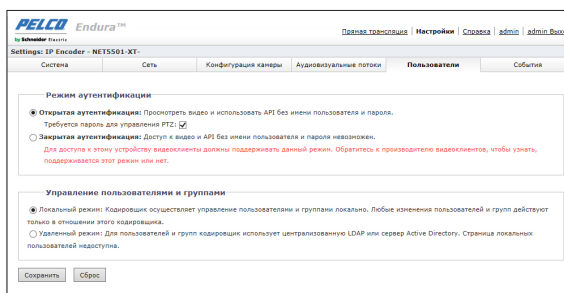 PELCO Endura™
by Schneider Electric
Прямая трансляция | Настройки | Справка | admin | admin Вых
Settings: IP Encoder - NET5501-XT-
Система Сеть Конфигурация камеры Аудиовизуальные потоки Пользователи События
Режим аутентификации
Открытая аутентификация: Просмотреть видео и использовать API без имени пользователя и пароля.
Требуется пароль для управления PTZ:
Закрытая аутентификация: Доступ к видео и API без имени пользователя и пароля невозможен.
Для доступа к этому устройству видеоклиенты должны поддерживать данный режим. Обратитесь к производителю видеоклиентов, чтобы узнать,
поддерживается этот режим или нет.
Управление пользователями и группами
Локальный режим: Кодировщик осуществляет управление пользователями и группами локально. Любые изменения пользователей и групп действуют
только в отношении этого кодировщика.
Удаленный режим: Для пользователей и групп кодировщик использует централизованную LDAP или сервер Active Directory. Страница локальных
пользователей недоступна.
Сохранить Сброс